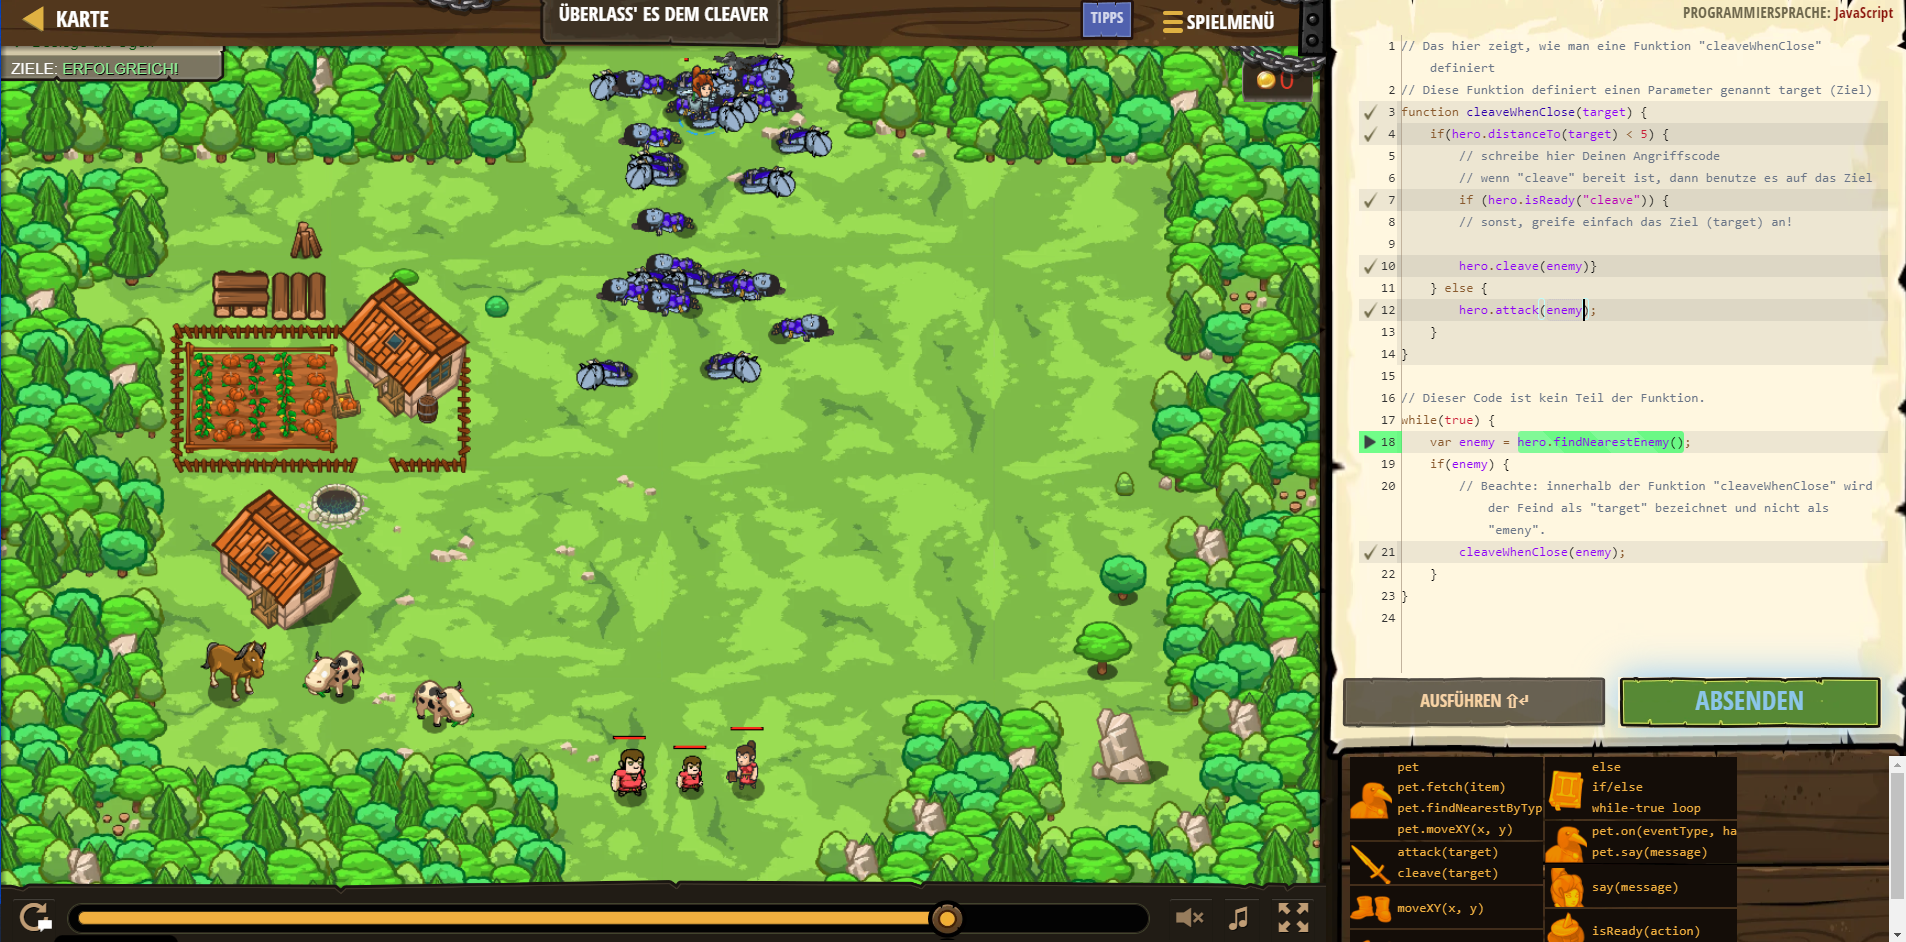 KARTE
ÜBERLASS' ES DEM CLEAVER
TIPPS
SPIELMENÜ
ZIELE: ERFOLGREICH!
0
PROGRAMMIERSPRACHE: JavaScript
1 // Das hier zeigt, wie man eine Funktion "cleaveWhenClose"
definiert
2 // Diese Funktion definiert einen Parameter genannt target (Ziel)
3 function cleaveWhenClose(target) {
4 if(hero.distanceTo(target) < 5) {
5 // schreibe hier Deinen Angriffscode
6 // wenn "cleave" bereit ist, dann benutze es auf das Ziel
7 if (hero.isReady("cleave")) {
8 // sonst, greife einfach das Ziel (target) an!
9
10 hero.cleave(enemy)}
11 } else {
12 hero.attack(enemy);
13 }
14 }
15
16 // Dieser Code ist kein Teil der Funktion.
17 while(true) {
18 var enemy = hero.findNearestEnemy();
19 if(enemy) {
20 // Beachte: innerhalb der Funktion "cleaveWhenClose" wird
der Feind als "target" bezeichnet und nicht als
"emeny".
21 cleaveWhenClose(enemy);
22 }
23 }
24
AUSFÜHREN ⇧↵
ABSENDEN
pet
pet.fetch(item)
pet.findNearestByTyp
pet.moveXY(x, y)
attack(target)
cleave(target)
moveXY(x, y)
else
if/else
while-true loop
pet.on(eventType, ha
pet.say(message)
say(message)
isReady(action)